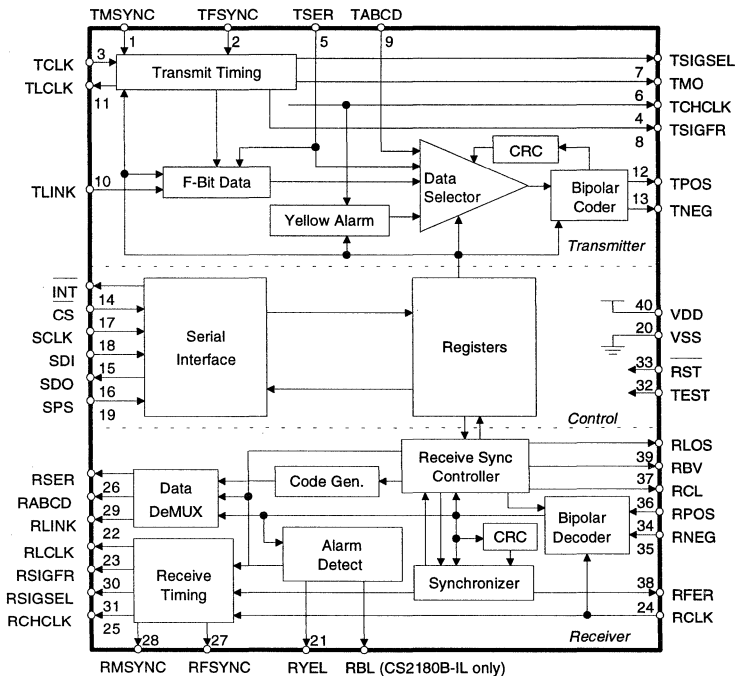 TMSYNC TFSYNC TSER TABCD
1 2 5 9
TCLK 3 Transmit Timing TSIGSEL
TLCLK 11 7 TMO
6 TCHCLK
4 TSIGFR
8
CRC
TLINK 10 F-Bit Data Data Selector Bipolar Coder 12 TPOS
13 TNEG
Yellow Alarm
Transmitter
INT
14
CS
17
SCLK
18
SDI
15
SDO
16
SPS
19
Serial Interface
Registers
40 VDD
20 VSS
33 RST
32 TEST
Control
Receive Sync Controller
RLOS
39
RBV
37
RCL
36
RPOS
34
RNEG
35
RSER
26
RABCD
29
RLINK
22
Data DeMUX
Code Gen.
Bipolar Decoder
CRC
RLCLK
23
RSIGFR
30
RSIGSEL
31
RCHCLK
25
Receive Timing
Alarm Detect
Synchronizer
38 RFER
24 RCLK
Receiver
28 27 21
RMSYNC RFSYNC RYEL RBL (CS2180B-IL only)